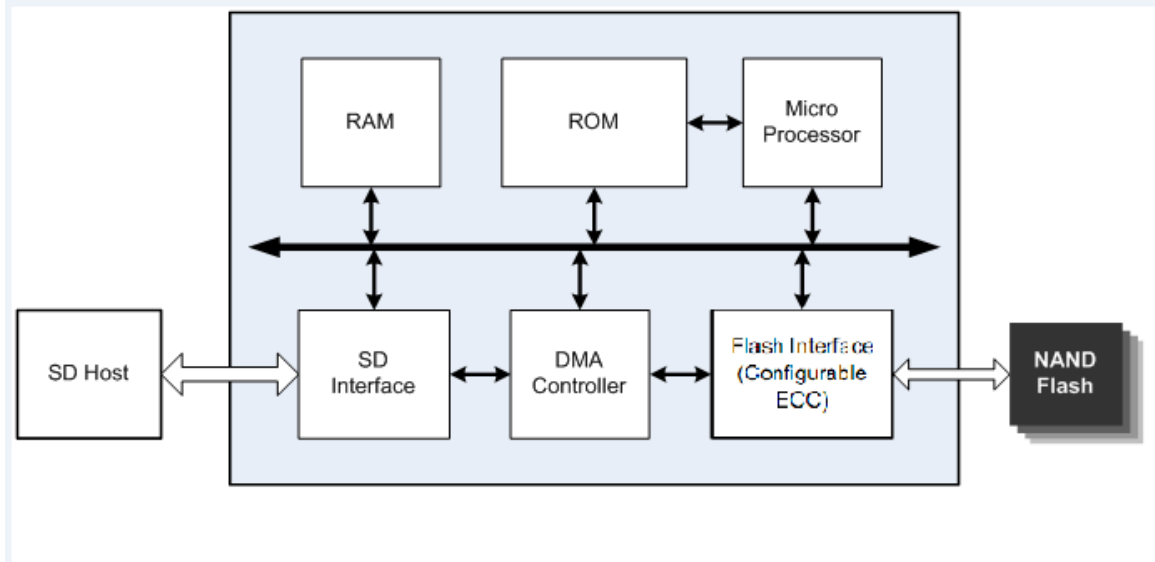 RAM
ROM
Micro
Processor
SD Host
SD
Interface
DMA
Controller
Flash Interface
(Configurable
ECC)
NAND
Flash